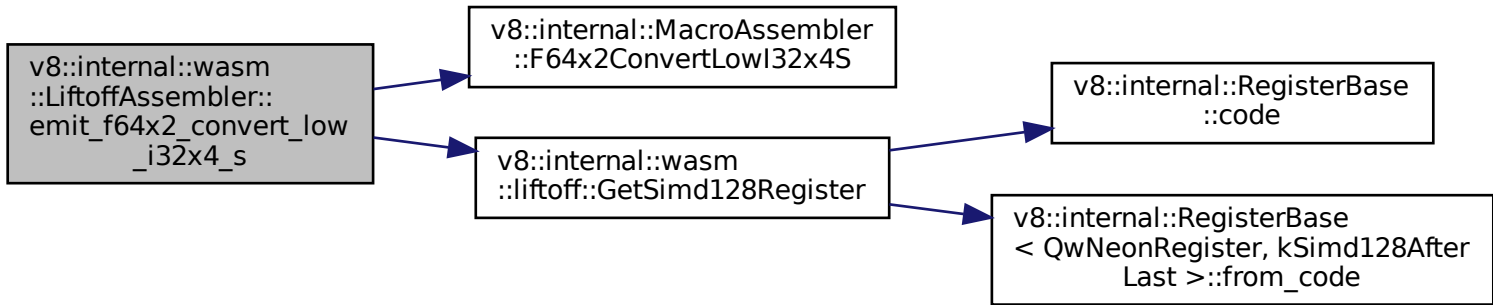 v8::internal::wasm
::LiftoffAssembler::
emit_f64x2_convert_low
_i32x4_s
v8::internal::MacroAssembler
::F64x2ConvertLowI32x4S
v8::internal::wasm
::liftoff::GetSimd128Register
v8::internal::RegisterBase
::code
v8::internal::RegisterBase
< QwNeonRegister, kSimd128After
Last >::from_code